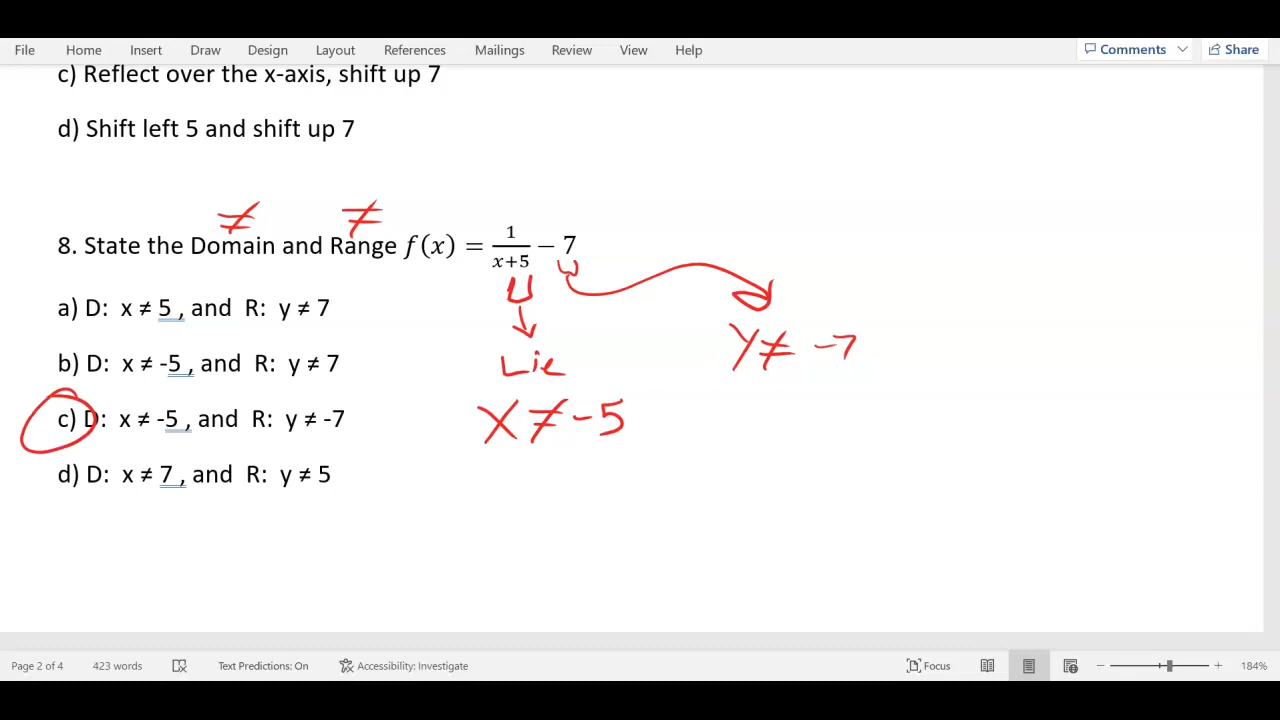 File Home Insert Draw Design Layout References Mailings Review View Help Comments Share
c) Reflect over the x-axis, shift up 7
d) Shift left 5 and shift up 7
≠ ≠
8. State the Domain and Range f(x) = 1/(x+5) − 7
a) D: x ≠ 5 , and R: y ≠ 7
Lie
y ≠ -7
b) D: x ≠ -5 , and R: y ≠ 7
c) D: x ≠ -5 , and R: y ≠ -7
x ≠ -5
d) D: x ≠ 7 , and R: y ≠ 5
Page 2 of 4 423 words Text Predictions: On Accessibility: Investigate Focus 184%